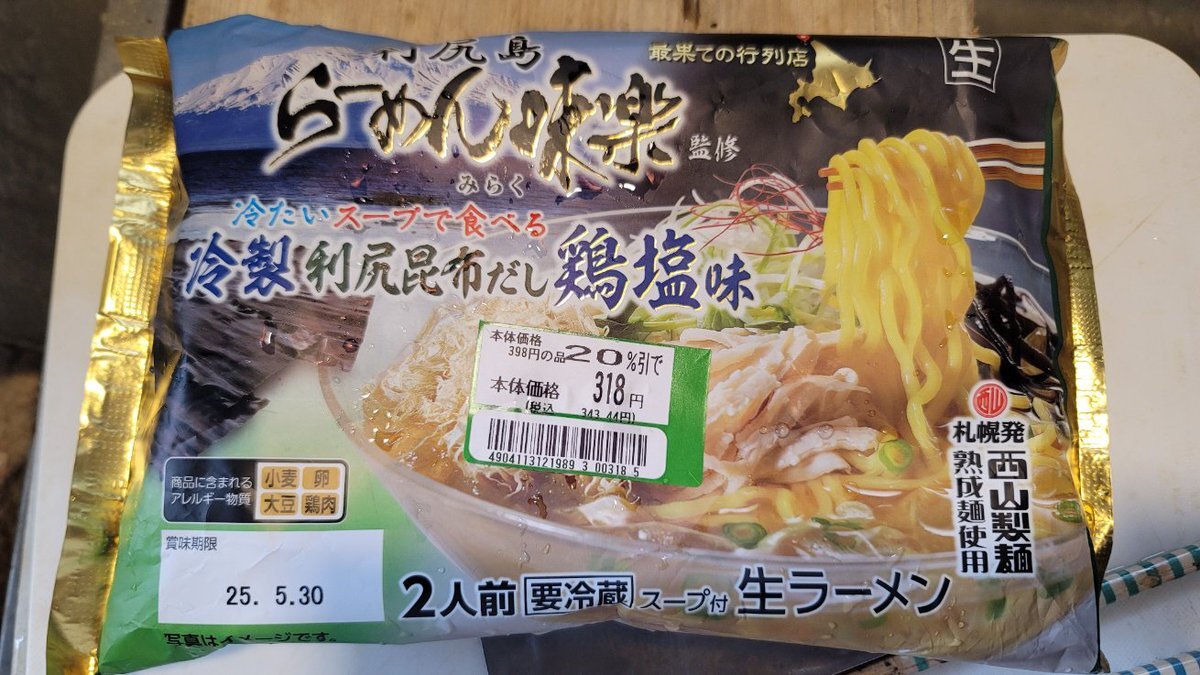 利尻島
最果ての行列店
生
らーめん味楽
監修
みらく
冷たいスープで食べる
冷製利尻昆布だし鶏塩味
本体価格
398円の品20%引で
本体価格 318円
(税込 343.44円)
4904113121989 3 00318 5
商品に含まれる
アレルギー物質
小麦 卵
大豆 鶏肉
賞味期限
25. 5.30
写真はイメージです。
2人前 要冷蔵 スープ付 生ラーメン
西山
札幌発
西山製麺
熟成麺使用